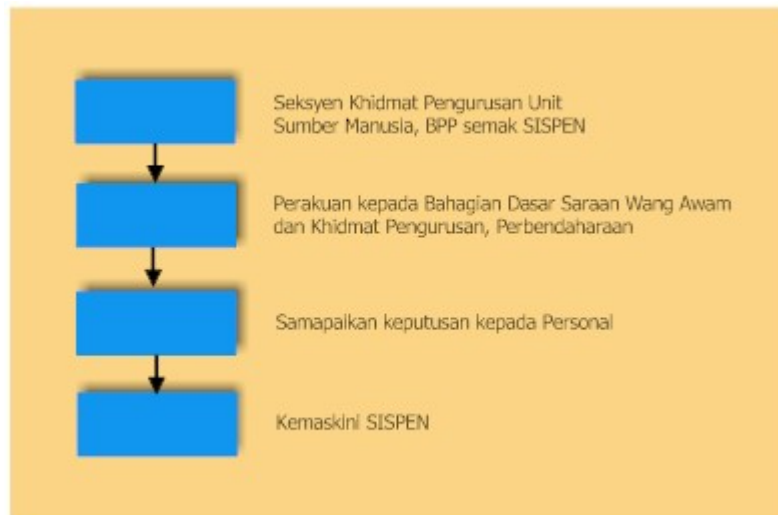 Seksyen Khidmat Pengurusan Unit
Sumber Manusia, BPP semak SISPEN
Perakuan kepada Bahagian Dasar Saraan Wang Awam
dan Khidmat Pengurusan, Perbendaharaan
Samapaikan keputusan kepada Personal
Kemaskini SISPEN